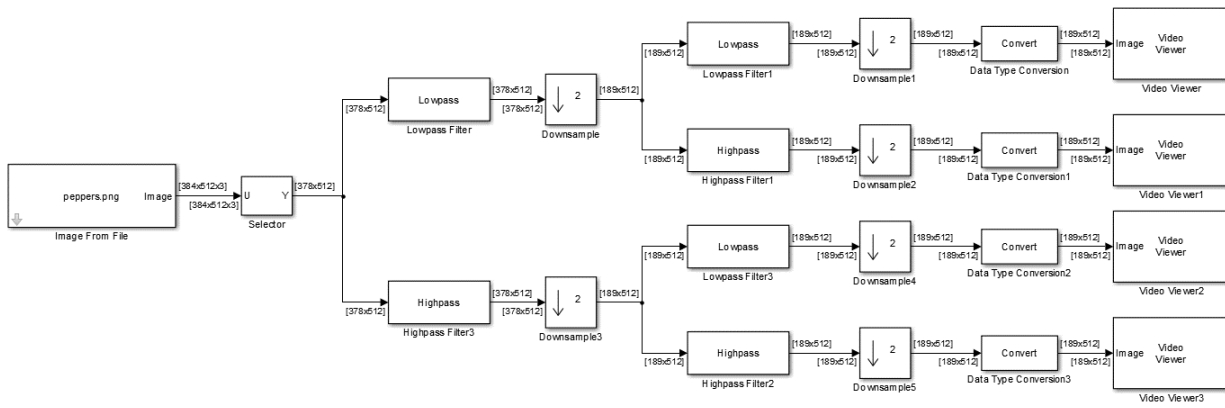 peppers.png Image
Image From File
[384x512x3]
[384x512x3]
U Y
Selector
[378x512]
[378x512]
Lowpass
Lowpass Filter
[378x512]
[378x512]
2
Downsample
[189x512]
[189x512]
Lowpass
Lowpass Filter1
[189x512]
[189x512]
2
Downsample1
[189x512]
[189x512]
Convert
Data Type Conversion
[189x512]
[189x512]
Image Video Viewer
Video Viewer
[189x512]
Highpass
Highpass Filter1
[189x512]
[189x512]
2
Downsample2
[189x512]
[189x512]
Convert
Data Type Conversion1
[189x512]
[189x512]
Image Video Viewer
Video Viewer1
[378x512]
Highpass
Highpass Filter3
[378x512]
[378x512]
2
Downsample3
[189x512]
[189x512]
Lowpass
Lowpass Filter3
[189x512]
[189x512]
2
Downsample4
[189x512]
[189x512]
Convert
Data Type Conversion2
[189x512]
[189x512]
Image Video Viewer
Video Viewer2
[189x512]
Highpass
Highpass Filter2
[189x512]
[189x512]
2
Downsample5
[189x512]
[189x512]
Convert
Data Type Conversion3
[189x512]
[189x512]
Image Video Viewer
Video Viewer3